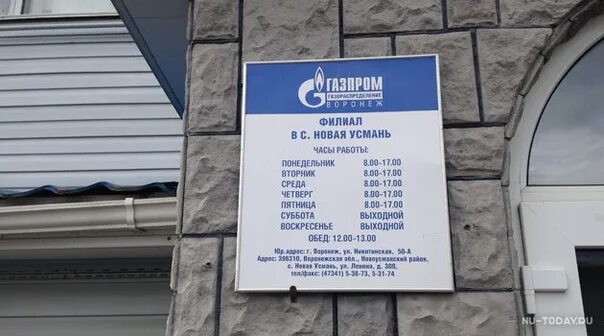 ГАЗПРОМ
ГАЗОРАСПРЕДЕЛЕНИЕ
ВОРОНЕЖ
ФИЛИАЛ
В С. НОВАЯ УСМАНЬ
ЧАСЫ РАБОТЫ:
ПОНЕДЕЛЬНИК 8.00-17.00
ВТОРНИК 8.00-17.00
СРЕДА 8.00-17.00
ЧЕТВЕРГ 8.00-17.00
ПЯТНИЦА 8.00-17.00
СУББОТА ВЫХОДНОЙ
ВОСКРЕСЕНЬЕ ВЫХОДНОЙ
ОБЕД: 12.00-13.00
Юр.адрес: г. Воронеж, ул. Никитинская, 50-А
Адрес: 396310, Воронежская обл., Новоусманский район,
с. Новая Усмань, ул. Ленина, д. 309,
тел/факс: (47341) 5-38-73, 5-31-74
NU-TODAY.RU